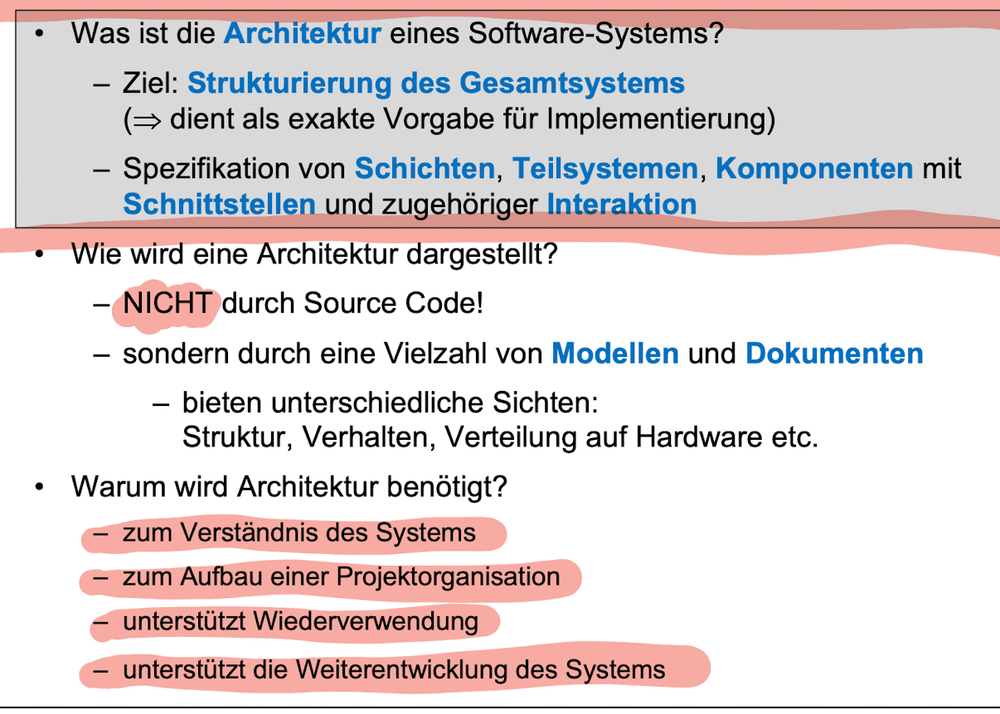 • Was ist die Architektur eines Software-Systems?
– Ziel: Strukturierung des Gesamtsystems
(⇒ dient als exakte Vorgabe für Implementierung)
– Spezifikation von Schichten, Teilsystemen, Komponenten mit
Schnittstellen und zugehöriger Interaktion
• Wie wird eine Architektur dargestellt?
– NICHT durch Source Code!
– sondern durch eine Vielzahl von Modellen und Dokumenten
– bieten unterschiedliche Sichten:
Struktur, Verhalten, Verteilung auf Hardware etc.
• Warum wird Architektur benötigt?
– zum Verständnis des Systems
– zum Aufbau einer Projektorganisation
– unterstützt Wiederverwendung
– unterstützt die Weiterentwicklung des Systems